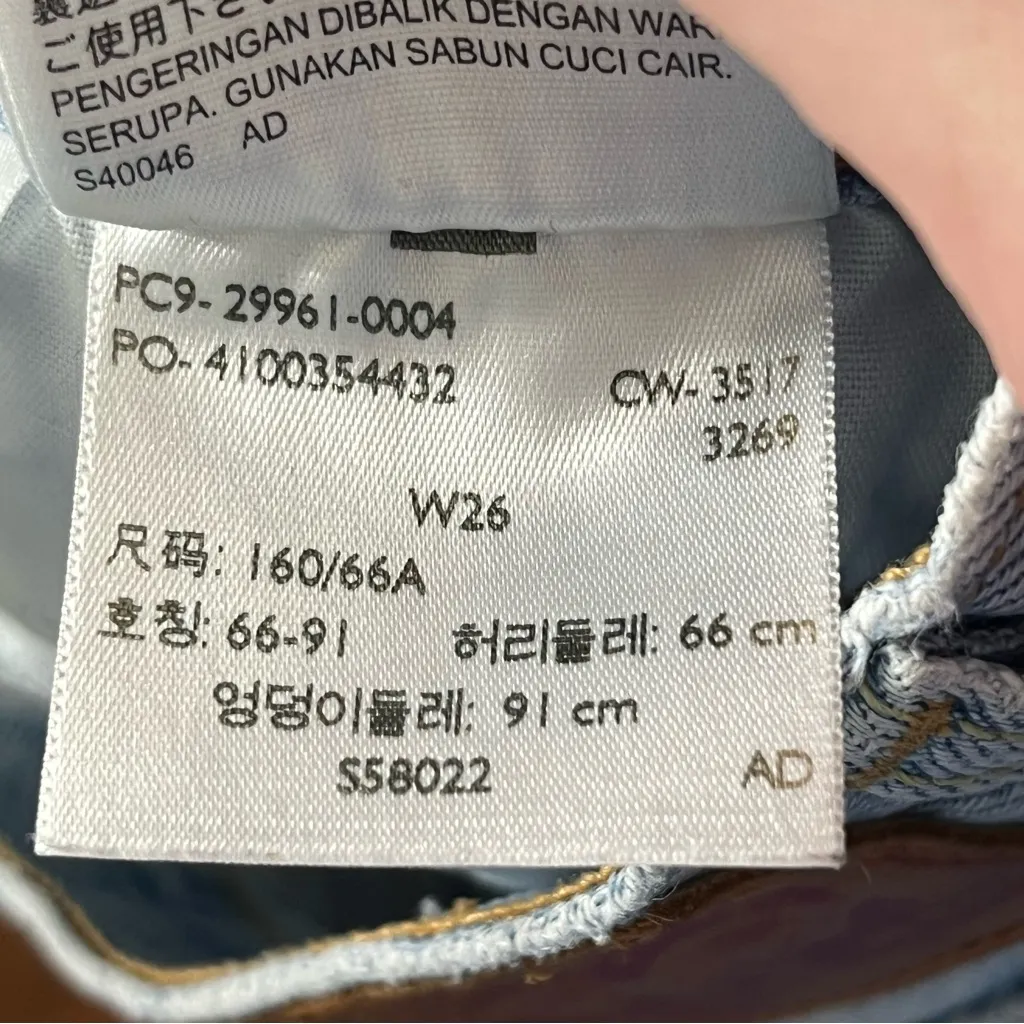 ご使用下さ
PENGERINGAN DIBALIK DENGAN WAR
SERUPA. GUNAKAN SABUN CUCI CAIR.
S40046 AD
PC9-29961-0004
PO-4100354432 CW-3517
3269
W26
尺码: 160/66A
호칭: 66-91 허리둘레: 66 cm
엉덩이둘레: 91 cm
S58022 AD